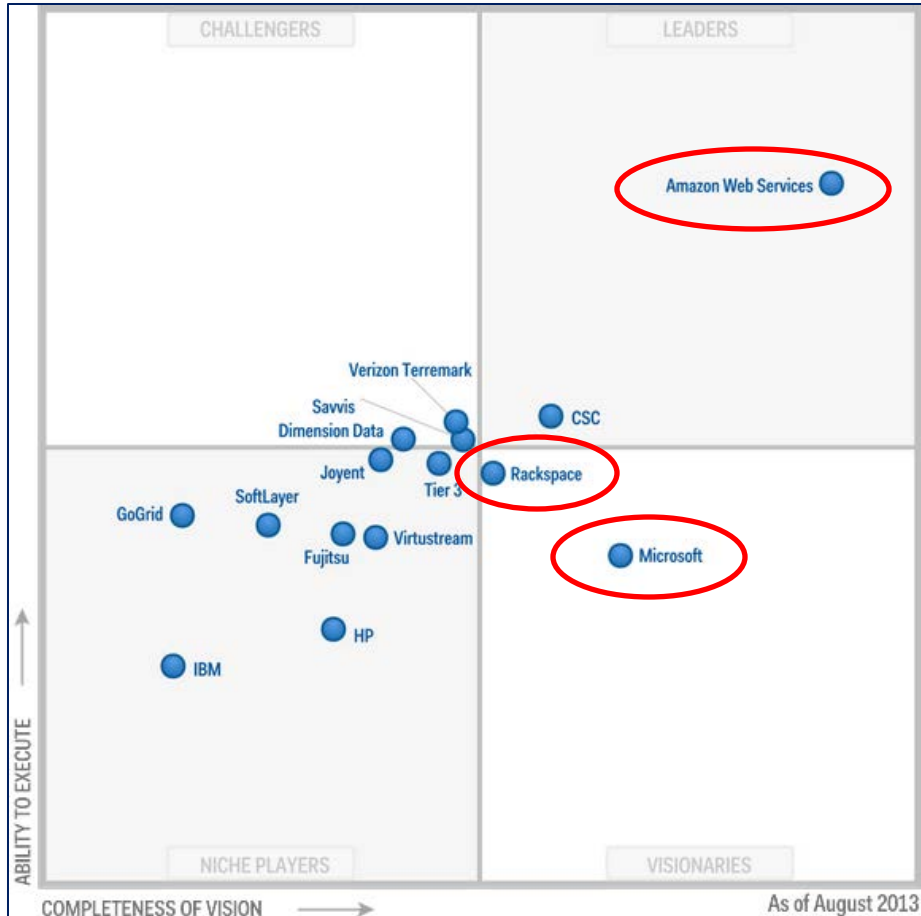 CHALLENGERS
LEADERS
Amazon Web Services
Verizon Terremark
Savvis
CSC
Dimension Data
Joyent
Tier 3
Rackspace
SoftLayer
GoGrid
Fujitsu
Virtustream
Microsoft
HP
IBM
ABILITY TO EXECUTE
NICHE PLAYERS
VISIONARIES
COMPLETENESS OF VISION
As of August 2013